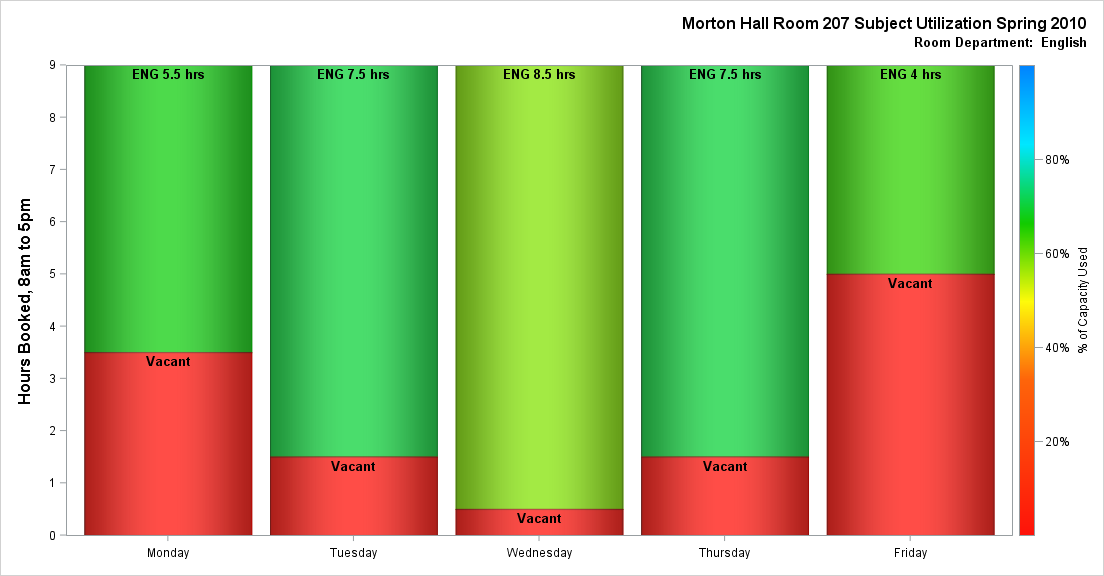 Morton Hall Room 207 Subject Utilization Spring 2010
Room Department: English
Hours Booked, 8am to 5pm
9
8
7
6
5
4
3
2
1
0
ENG 5.5 hrs
Vacant
ENG 7.5 hrs
Vacant
ENG 8.5 hrs
Vacant
ENG 7.5 hrs
Vacant
ENG 4 hrs
Vacant
Monday
Tuesday
Wednesday
Thursday
Friday
80%
60%
40%
20%
% of Capacity Used